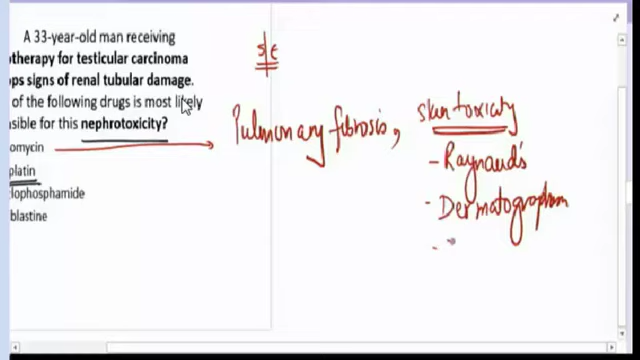 A 33-year-old man receiving
otherapy for testicular carcinoma
ops signs of renal tubular damage.
of the following drugs is most likely
nsible for this nephrotoxicity?
omycin
platin
clophosphamide
blastine
S/E
Pulmonary fibrosis,
skin toxicity
- Raynaud's
- Dermatographism
-